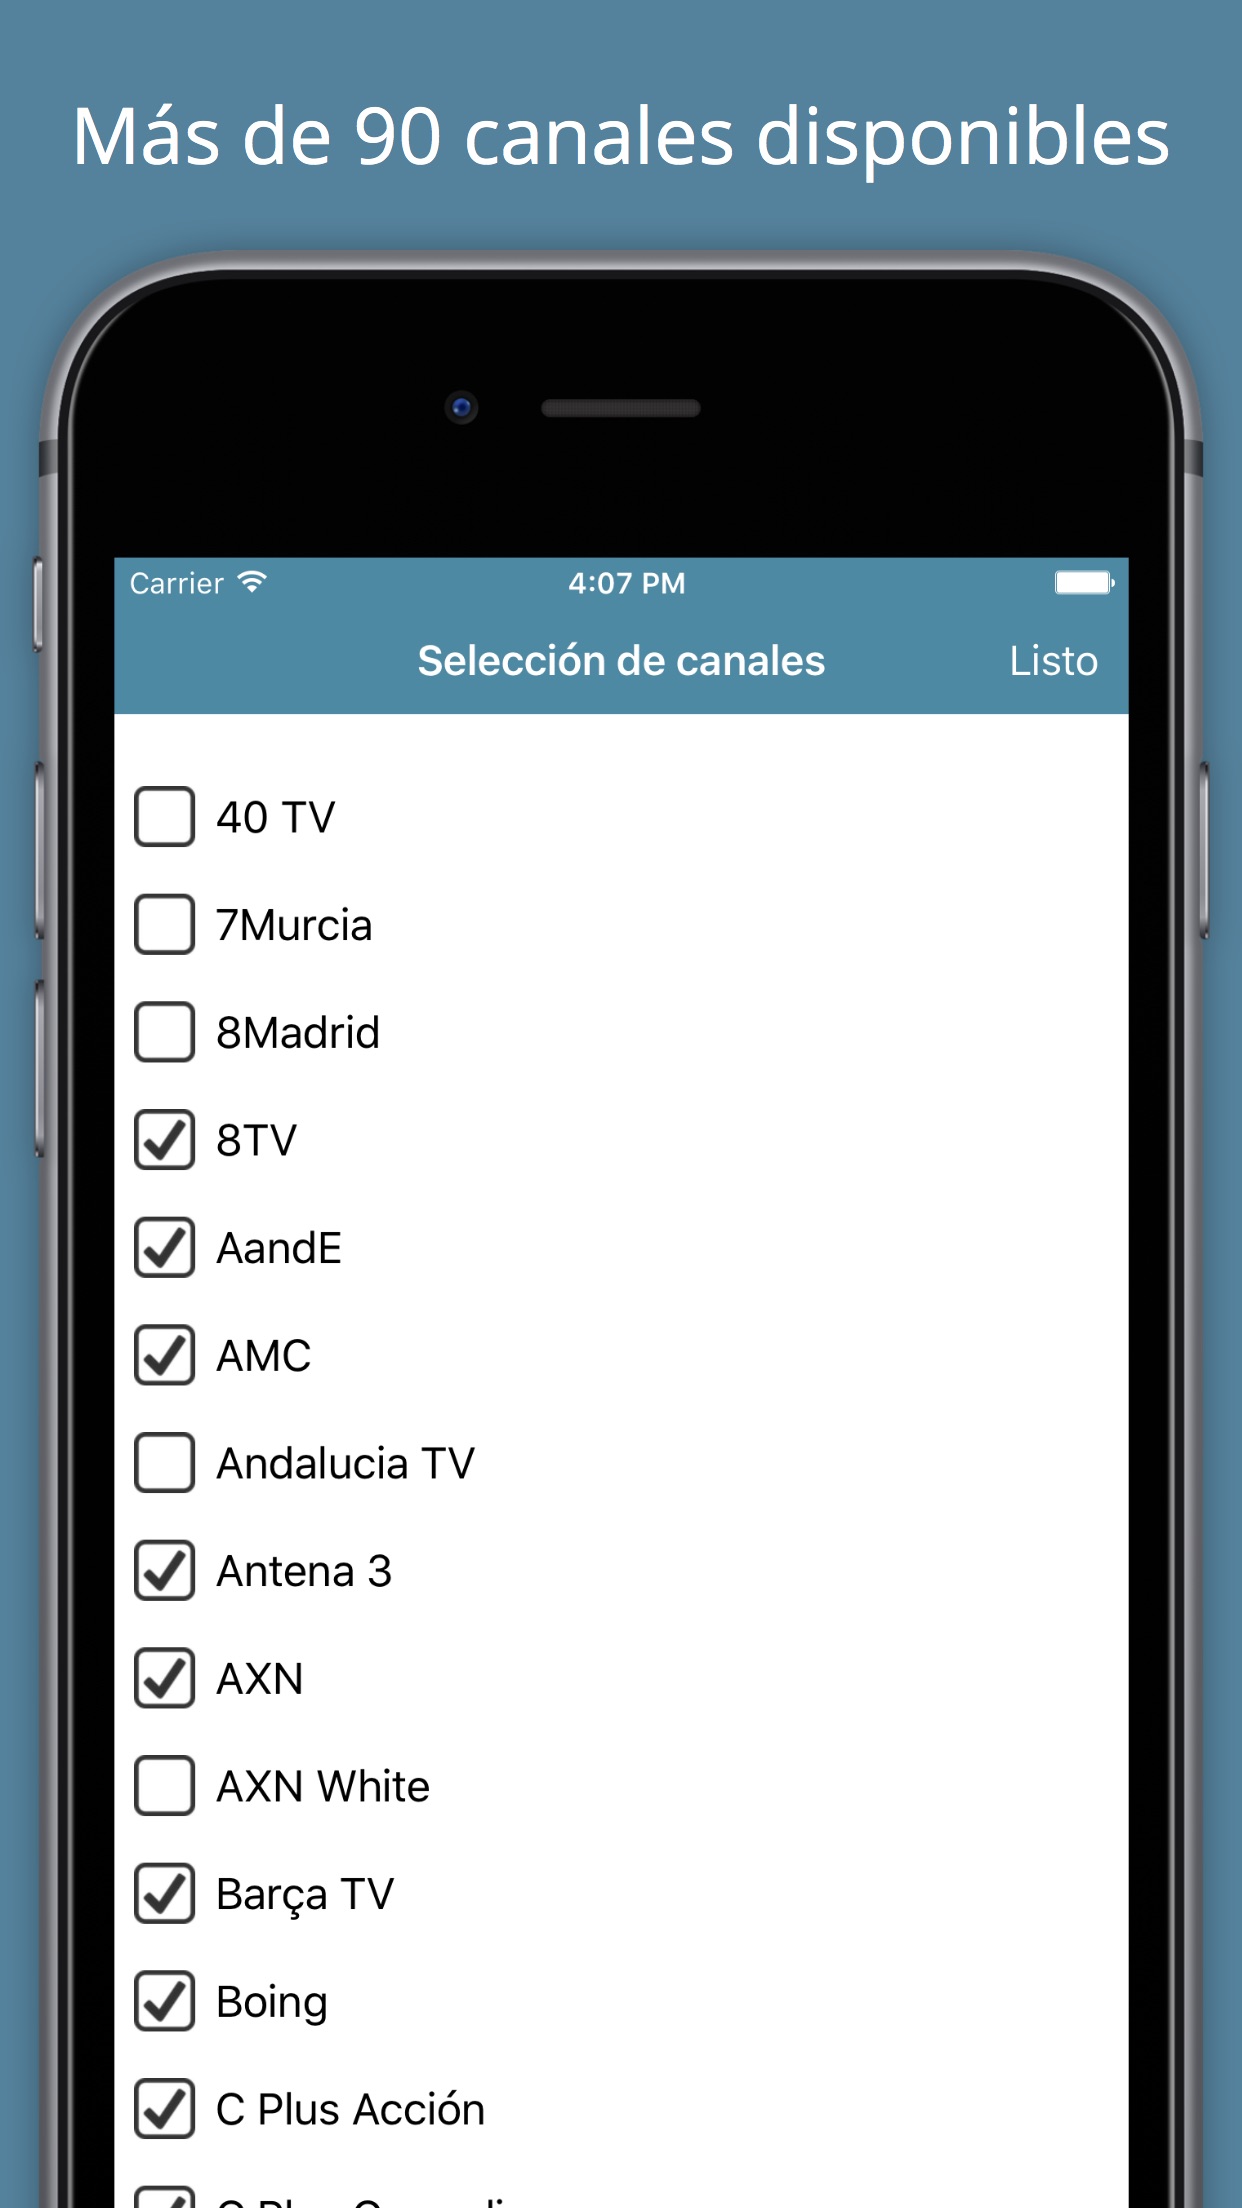 Más de 90 canales disponibles
Carrier 4:07 PM
Selección de canales Listo
40 TV
7Murcia
8Madrid
8TV
AandE
AMC
Andalucia TV
Antena 3
AXN
AXN White
Barça TV
Boing
C Plus Acción